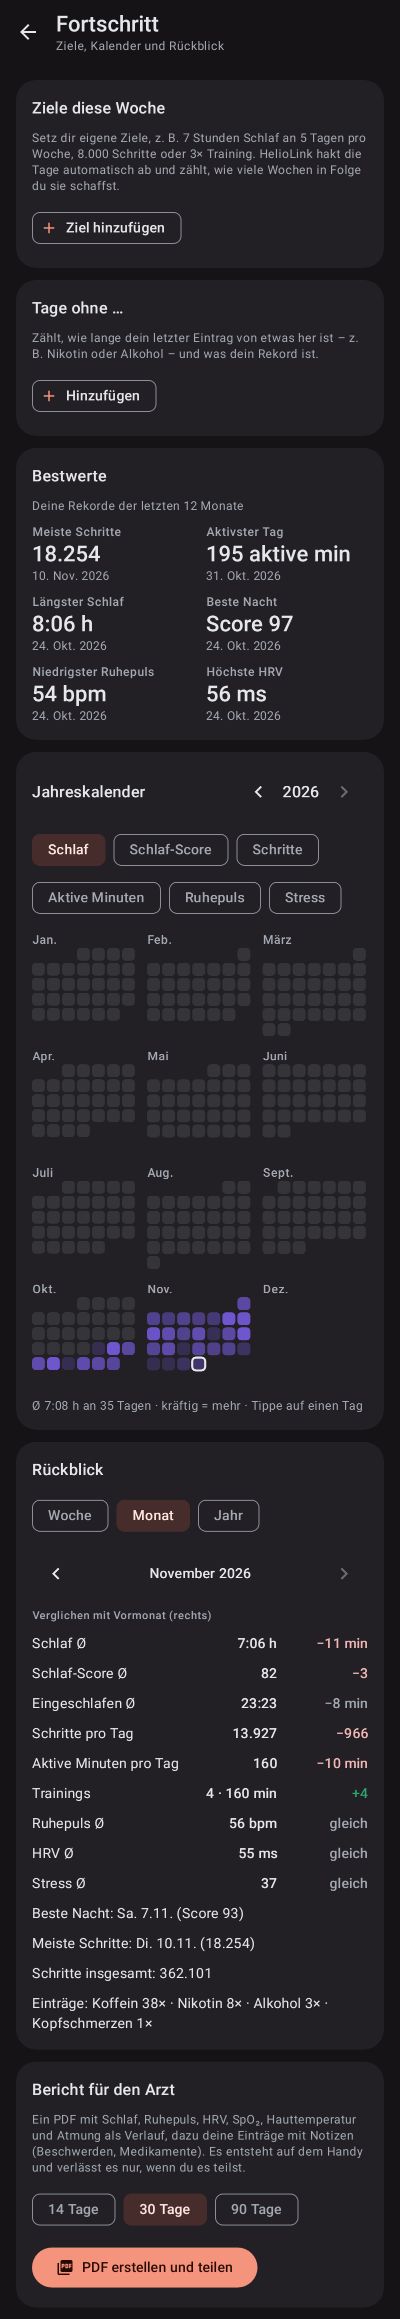 Fortschritt
Ziele, Kalender und Rückblick
Ziele diese Woche
Setz dir eigene Ziele, z. B. 7 Stunden Schlaf an 5 Tagen pro
Woche, 8.000 Schritte oder 3× Training. HelioLink hakt die
Tage automatisch ab und zählt, wie viele Wochen in Folge
du sie schaffst.
Ziel hinzufügen
Tage ohne …
Zählt, wie lange dein letzter Eintrag von etwas her ist – z.
B. Nikotin oder Alkohol – und was dein Rekord ist.
Hinzufügen
Bestwerte
Deine Rekorde der letzten 12 Monate
Meiste Schritte
18.254
10. Nov. 2026
Aktivster Tag
195 aktive min
31. Okt. 2026
Längster Schlaf
8:06 h
24. Okt. 2026
Beste Nacht
Score 97
24. Okt. 2026
Niedrigster Ruhepuls
54 bpm
24. Okt. 2026
Höchste HRV
56 ms
24. Okt. 2026
Jahreskalender
2026
Schlaf
Schlaf-Score
Schritte
Aktive Minuten
Ruhepuls
Stress
Jan.
Feb.
März
Apr.
Mai
Juni
Juli
Aug.
Sept.
Okt.
Nov.
Dez.
Ø 7:08 h an 35 Tagen · kräftig = mehr · Tippe auf einen Tag
Rückblick
Woche
Monat
Jahr
November 2026
Verglichen mit Vormonat (rechts)
Schlaf Ø 7:06 h −11 min
Schlaf-Score Ø 82 −3
Eingeschlafen Ø 23:23 −8 min
Schritte pro Tag 13.927 −966
Aktive Minuten pro Tag 160 −10 min
Trainings 4 · 160 min +4
Ruhepuls Ø 56 bpm gleich
HRV Ø 55 ms gleich
Stress Ø 37 gleich
Beste Nacht: Sa. 7.11. (Score 93)
Meiste Schritte: Di. 10.11. (18.254)
Schritte insgesamt: 362.101
Einträge: Koffein 38× · Nikotin 8× · Alkohol 3× ·
Kopfschmerzen 1×
Bericht für den Arzt
Ein PDF mit Schlaf, Ruhepuls, HRV, SpO₂, Hauttemperatur
und Atmung als Verlauf, dazu deine Einträge mit Notizen
(Beschwerden, Medikamente). Es entsteht auf dem Handy
und verlässt es nur, wenn du es teilst.
14 Tage
30 Tage
90 Tage
PDF erstellen und teilen